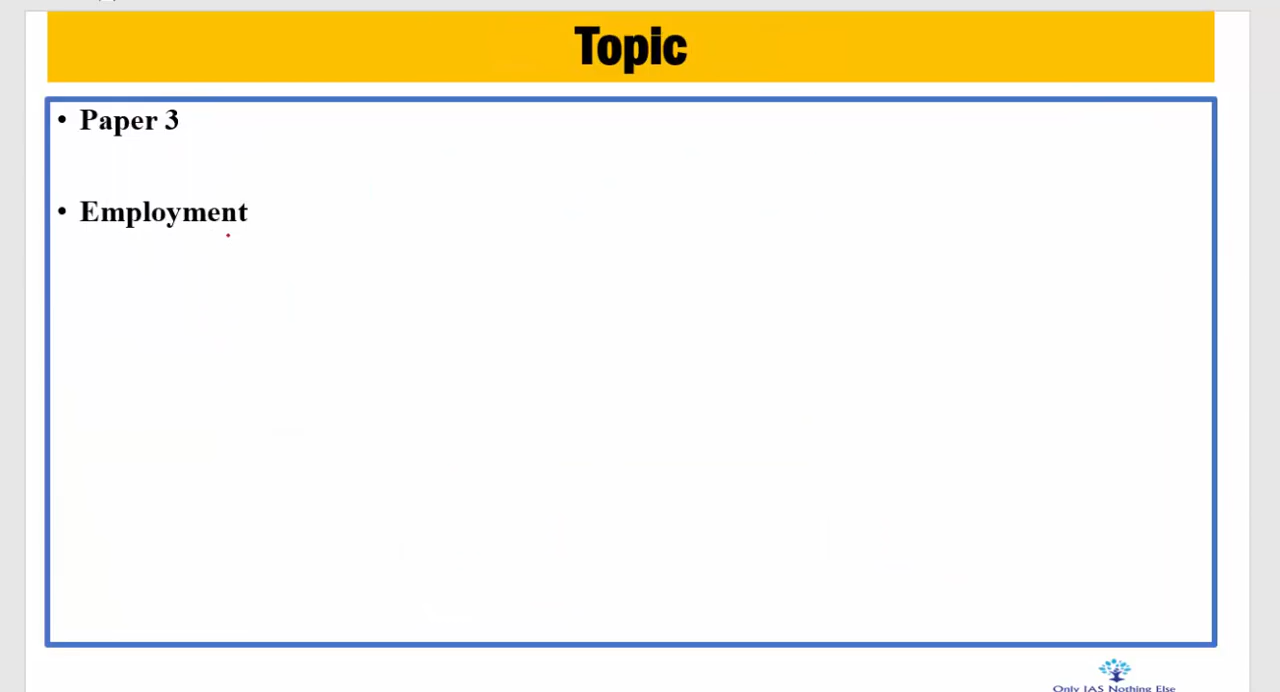 Topic
• Paper 3
• Employment
Only IAS Nothing Else